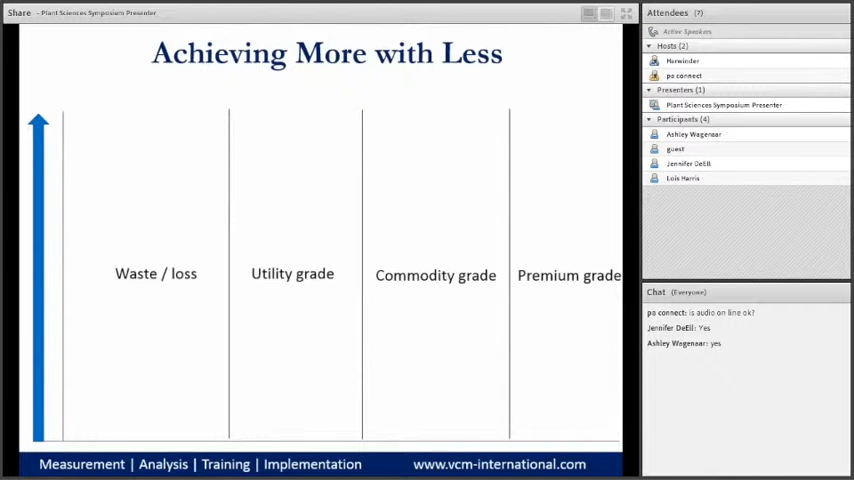 Share - Plant Sciences Symposium Presenter
Achieving More with Less
Waste / loss
Utility grade
Commodity grade
Premium grade
Measurement | Analysis | Training | Implementation
www.vcm-international.com
Attendees (7)
Active Speakers
Hosts (2)
Harwinder
pa connect
Presenters (1)
Plant Sciences Symposium Presenter
Participants (4)
Ashley Wagenaar
guest
Jennifer DeEll
Lois Harris
Chat (Everyone)
pa connect: is audio on line ok?
Jennifer DeEll: Yes
Ashley Wagenaar: yes